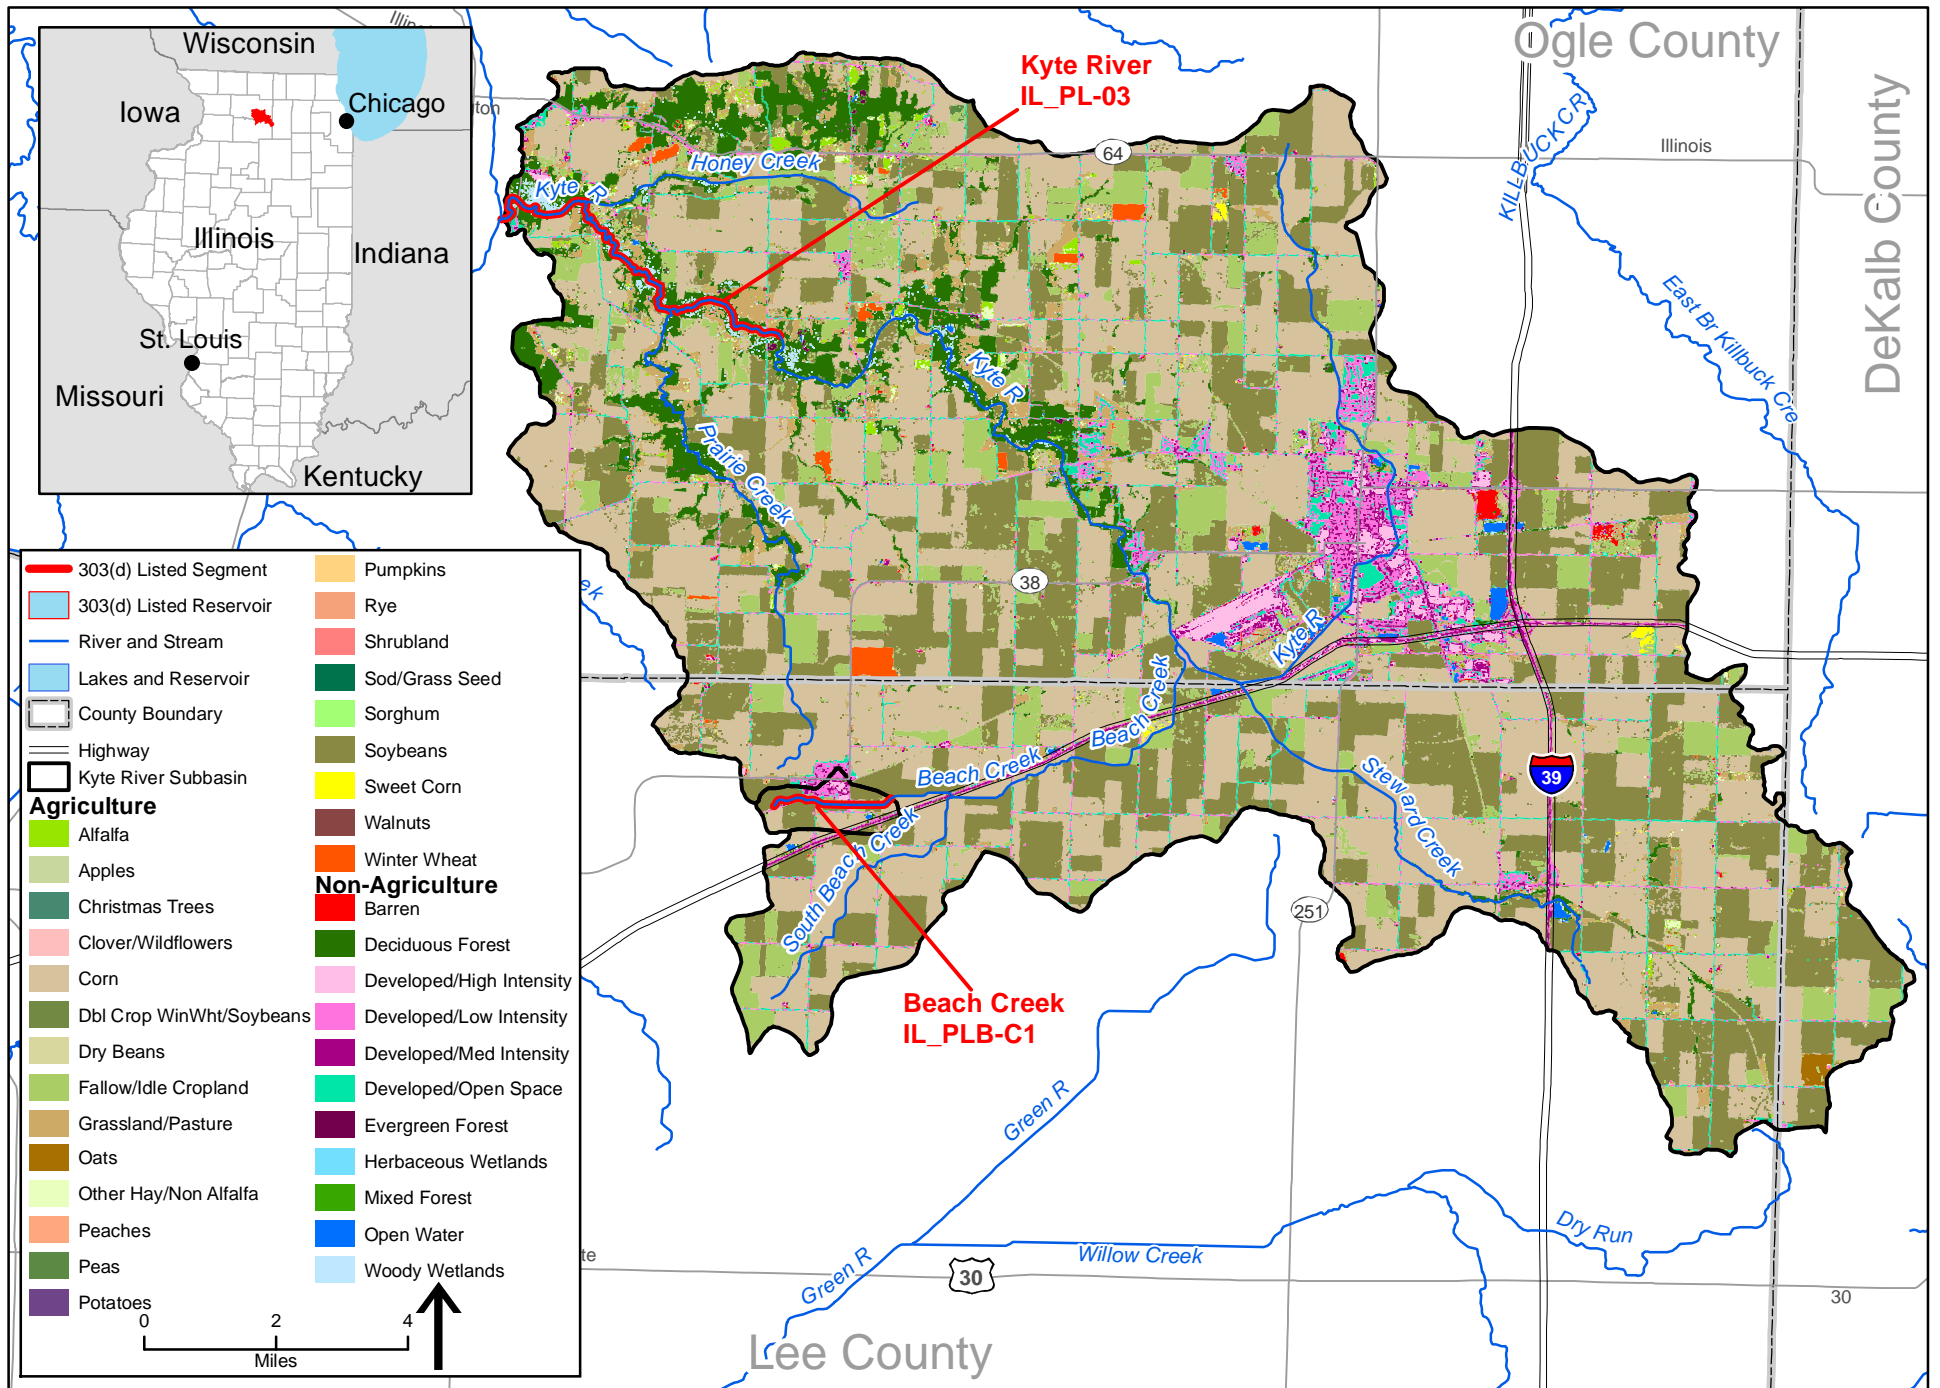 Wisconsin
Iowa
Chicago
Illinois
Indiana
St. Louis
Missouri
Kentucky
Ogle County
DeKalb County
Lee County
Kyte River
IL_PL-03
Beach Creek
IL_PLB-C1
Illinois
64
Honey Creek
Kyte R
Kyte R
Kyte R
Prairie Creek
KILLBUCK CR
East Br Killbuck Cre
38
Beach Creek
Beach Creek
South Beach Creek
Steward Creek
39
251
Green R
Green R
Willow Creek
Dry Run
30
30
ton
ek
te
303(d) Listed Segment
303(d) Listed Reservoir
River and Stream
Lakes and Reservoir
County Boundary
Highway
Kyte River Subbasin
Agriculture
Alfalfa
Apples
Christmas Trees
Clover/Wildflowers
Corn
Dbl Crop WinWht/Soybeans
Dry Beans
Fallow/Idle Cropland
Grassland/Pasture
Oats
Other Hay/Non Alfalfa
Peaches
Peas
Potatoes
Pumpkins
Rye
Shrubland
Sod/Grass Seed
Sorghum
Soybeans
Sweet Corn
Walnuts
Winter Wheat
Non-Agriculture
Barren
Deciduous Forest
Developed/High Intensity
Developed/Low Intensity
Developed/Med Intensity
Developed/Open Space
Evergreen Forest
Herbaceous Wetlands
Mixed Forest
Open Water
Woody Wetlands
0 2 4
Miles